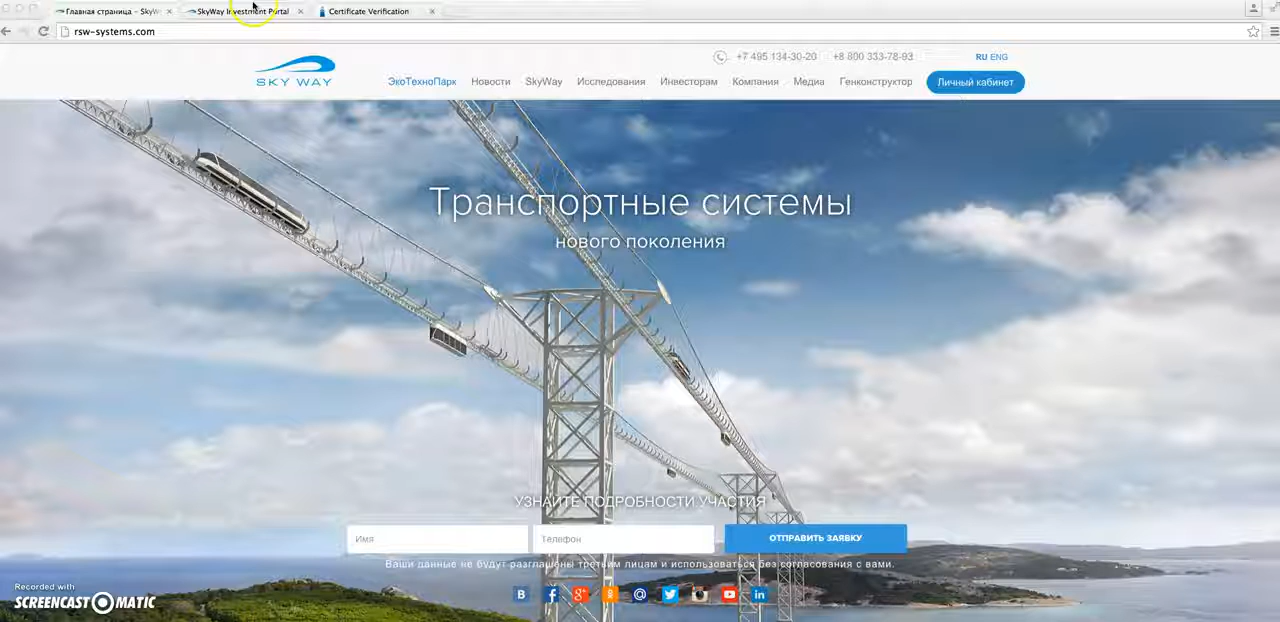 Главная страница – SkyW
SkyWay Investment Portal
Certificate Verification
rsw-systems.com
+7 495 134-30-20
+8 800 333-78-93
RU ENG
SKY WAY
ЭкоТехноПарк
Новости
SkyWay
Исследования
Инвесторам
Компания
Медиа
Генконструктор
Личный кабинет
Транспортные системы
нового поколения
УЗНАЙТЕ ПОДРОБНОСТИ УЧАСТИЯ
Имя
Телефон
ОТПРАВИТЬ ЗАЯВКУ
Ваши данные не будут разглашены третьим лицам и использоваться без согласования с вами.
Recorded with
SCREENCAST-O-MATIC